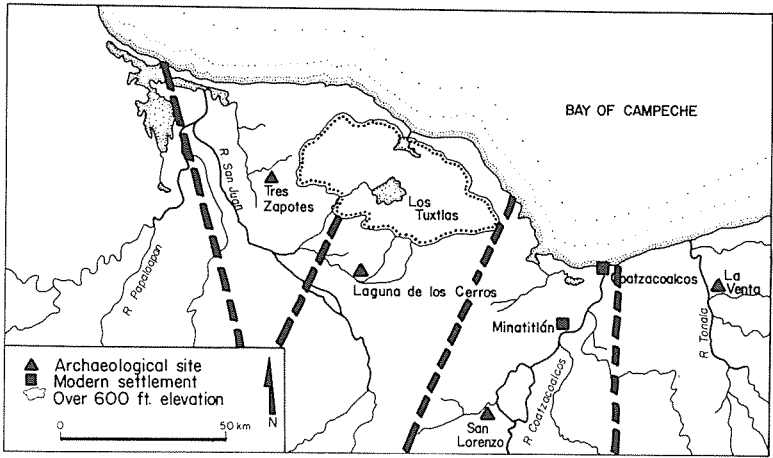 BAY OF CAMPECHE
R San Juan
Tres
Zapotes
Los
Tuxtlas
R Papaloapan
Laguna de los Cerros
Coatzacoalcos
La
Venta
Minatitlán
R Tonala
R Coatzacoalcos
San
Lorenzo
Archaeological site
Modern settlement
Over 600 ft. elevation
N
0 50 km